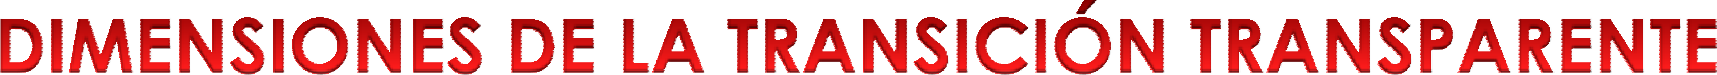 DIMENSIONES DE LA TRANSICIÓN TRANSPARENTE